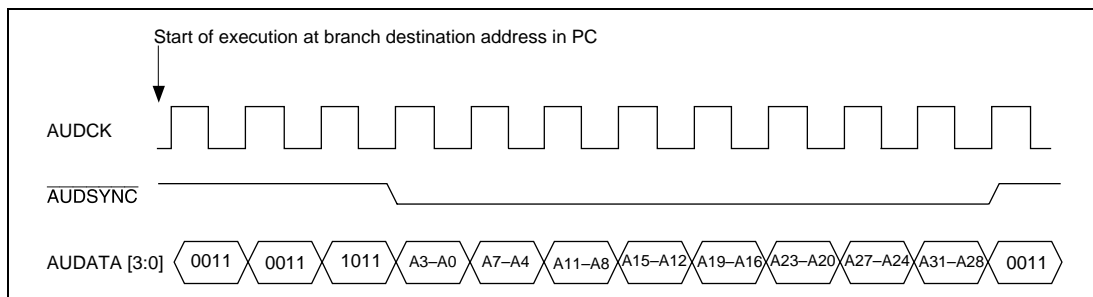 Start of execution at branch destination address in PC
AUDCK
AUDSYNC
AUDATA [3:0] 0011 0011 1011 A3–A0 A7–A4 A11–A8 A15–A12 A19–A16 A23–A20 A27–A24 A31–A28 0011